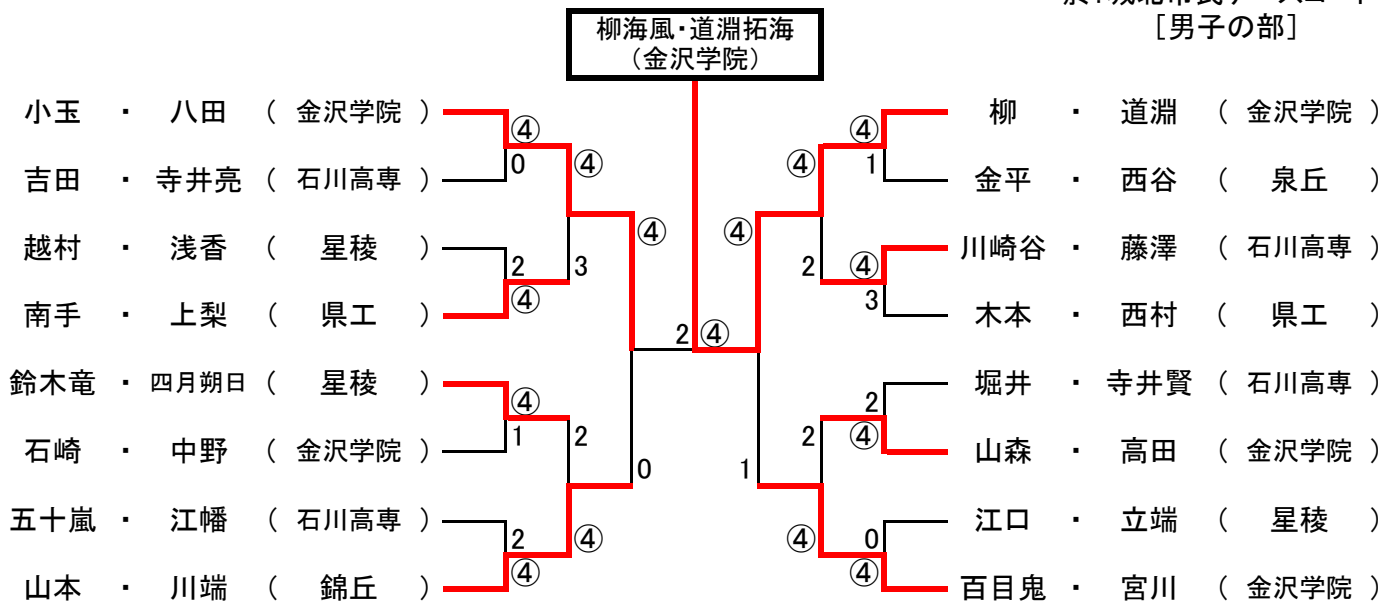 [男子の部]
柳海風・道淵拓海
(金沢学院)
小玉 ・ 八田 ( 金沢学院 )
④
0
吉田 ・ 寺井亮 ( 石川高専 )
④
越村 ・ 浅香 ( 星稜 )
2
④
3
南手 ・ 上梨 ( 県工 )
④
鈴木竜 ・ 四月朔日 ( 星稜 )
④
1
石崎 ・ 中野 ( 金沢学院 )
2
0
五十嵐 ・ 江幡 ( 石川高専 )
2
④
④
山本 ・ 川端 ( 錦丘 )
2 ④
柳 ・ 道淵 ( 金沢学院 )
④
1
金平 ・ 西谷 ( 泉丘 )
④
川崎谷 ・ 藤澤 ( 石川高専 )
④
3
2
木本 ・ 西村 ( 県工 )
④
堀井 ・ 寺井賢 ( 石川高専 )
2
④
山森 ・ 高田 ( 金沢学院 )
2
1
江口 ・ 立端 ( 星稜 )
0
④
④
百目鬼 ・ 宮川 ( 金沢学院 )